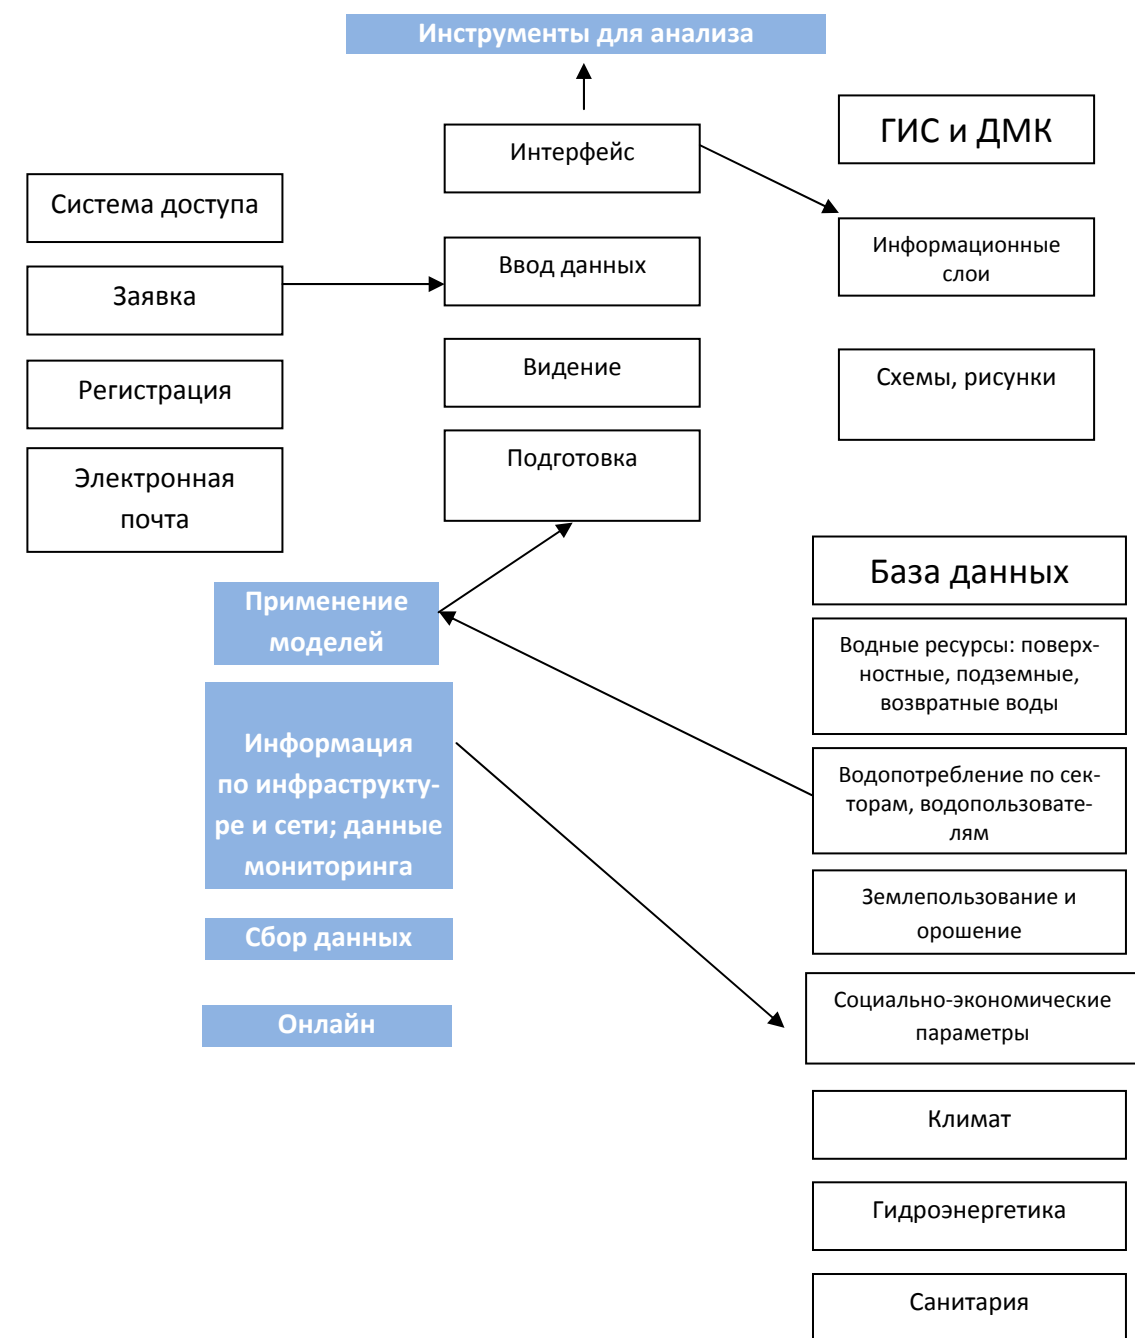 Инструменты для анализа
Интерфейс
ГИС и ДМК
Система доступа
Ввод данных
Информационные
слои
Заявка
Видение
Схемы, рисунки
Регистрация
Подготовка
Электронная
почта
База данных
Применение
моделей
Водные ресурсы: поверх-
ностные, подземные,
возвратные воды
Информация
по инфраструкту-
ре и сети; данные
мониторинга
Водопотребление по сек-
торам, водопользовате-
лям
Землепользование и
орошение
Сбор данных
Социально-экономические
параметры
Онлайн
Климат
Гидроэнергетика
Санитария